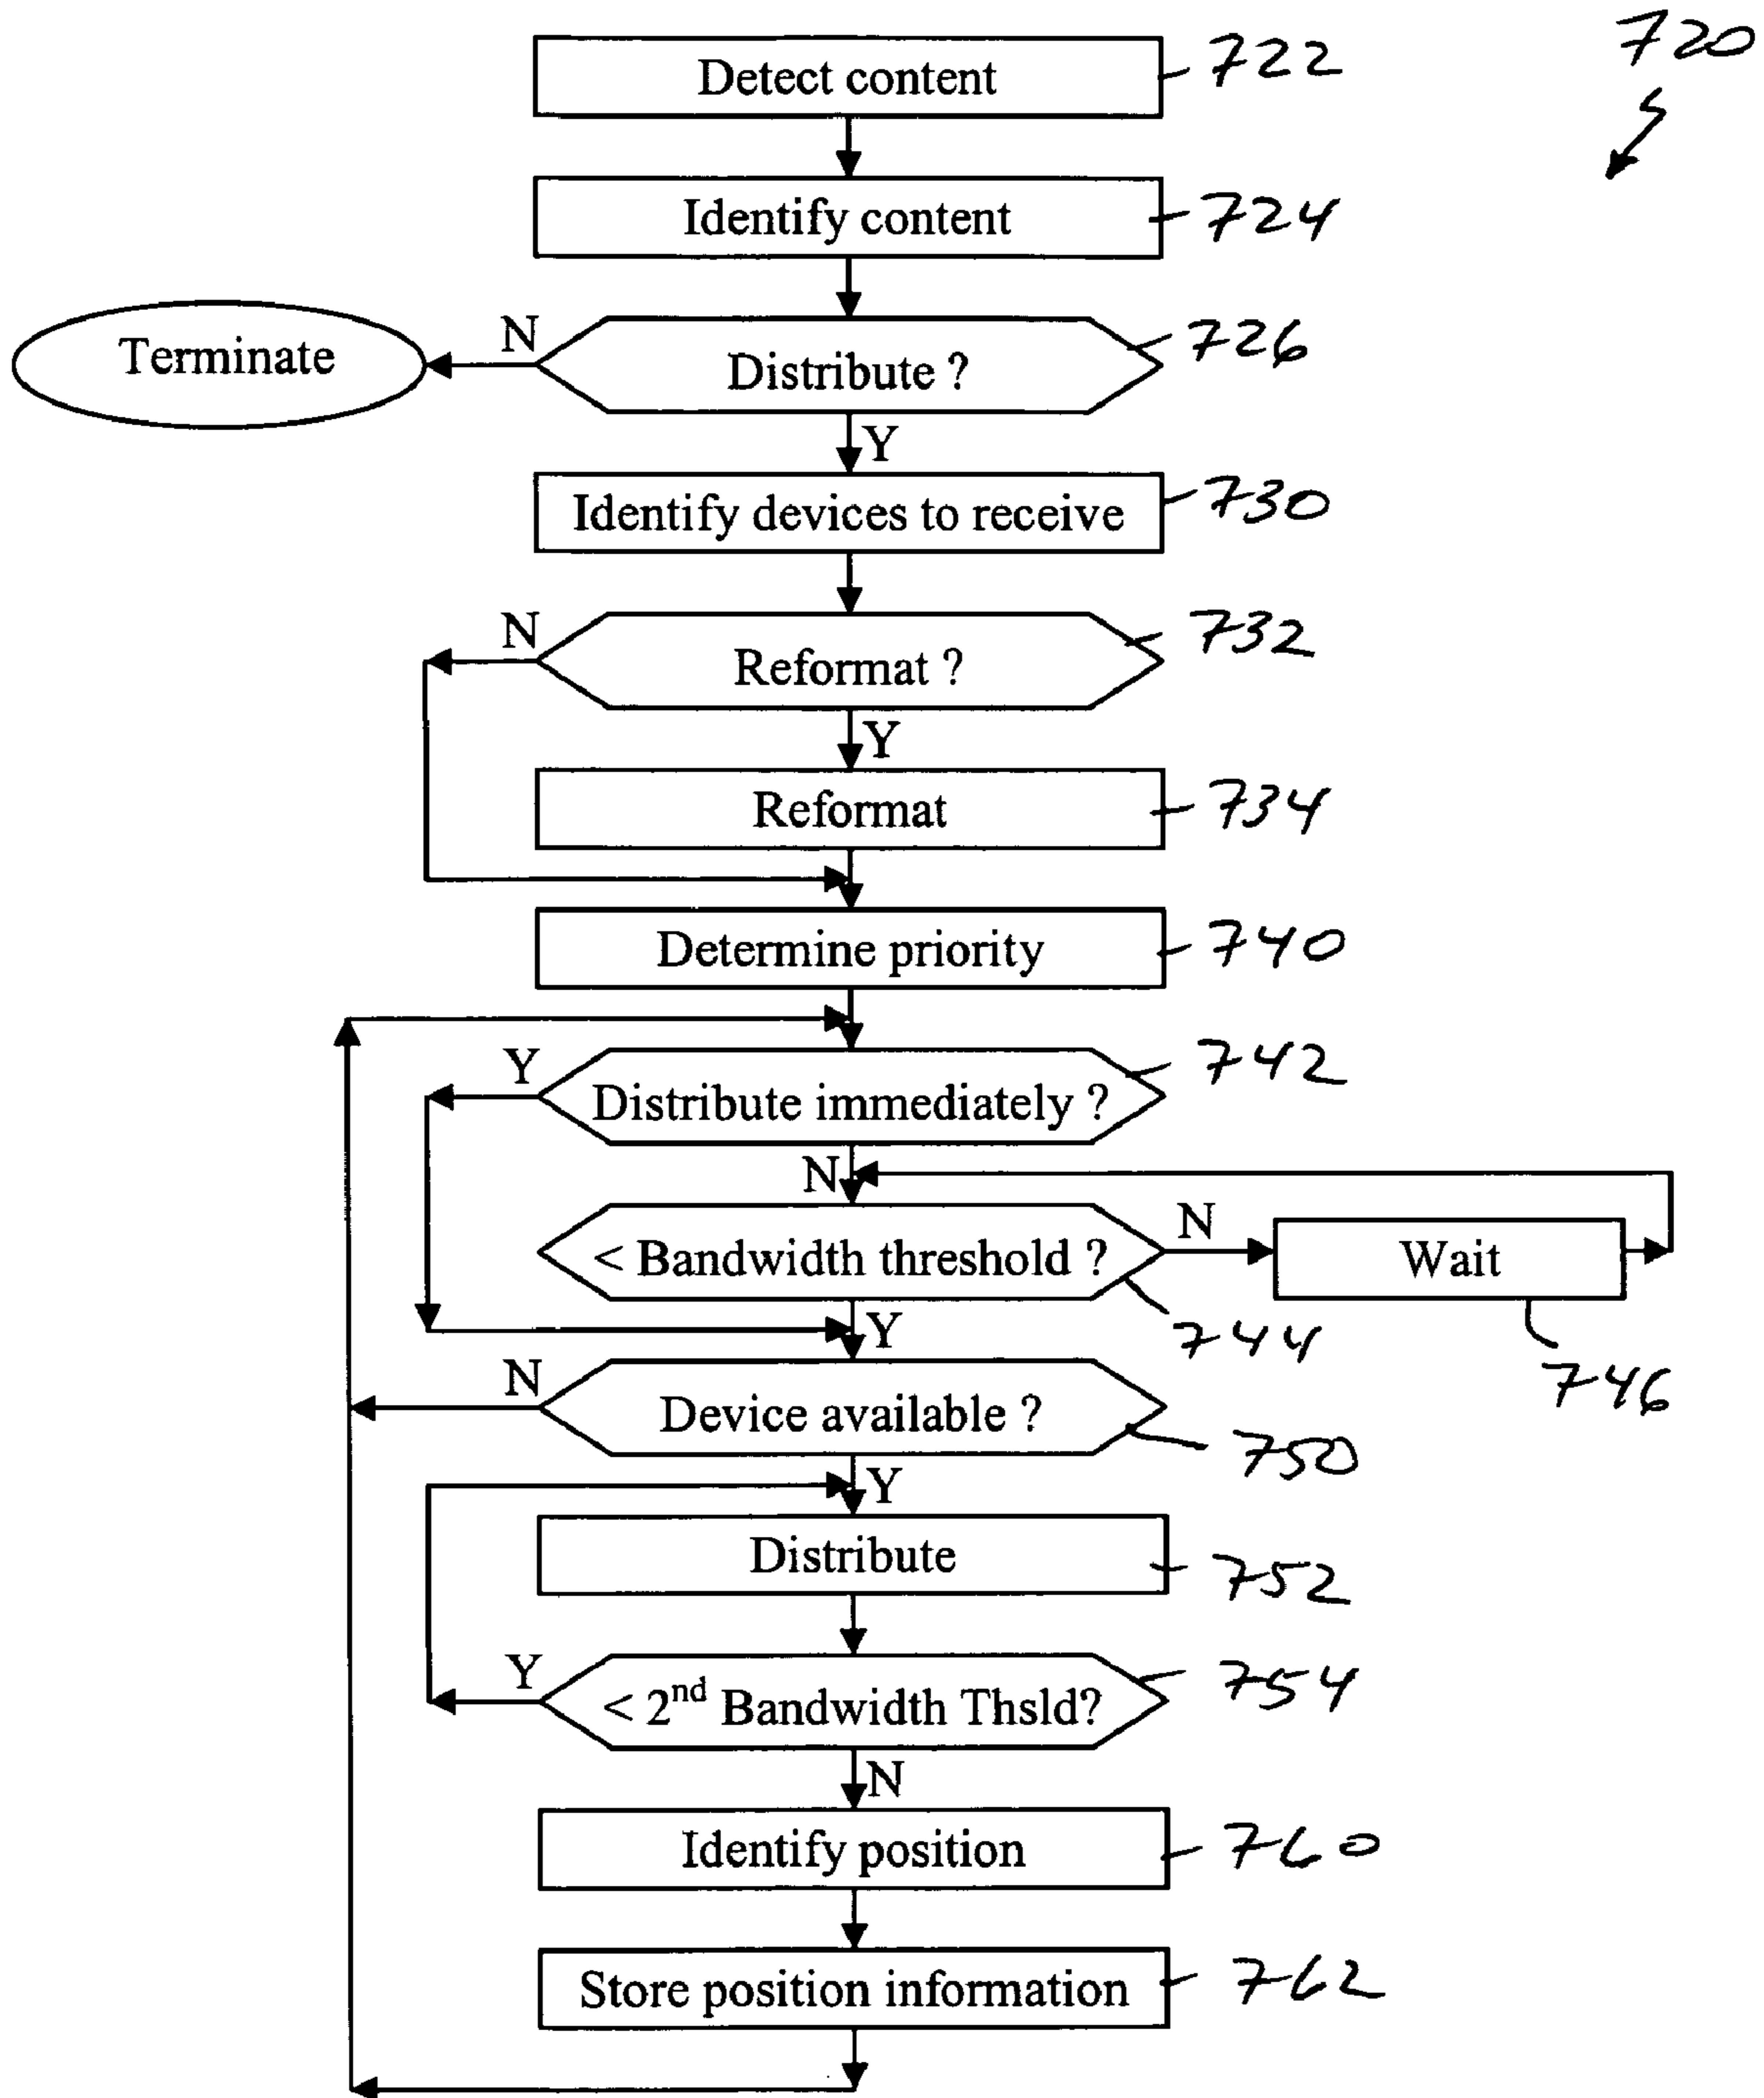 720
Detect content
722
Identify content
724
Terminate
N
Distribute ?
726
Y
Identify devices to receive
730
N
Reformat ?
732
Y
Reformat
734
Determine priority
740
Y
Distribute immediately ?
742
N
< Bandwidth threshold ?
744
N
Wait
746
Y
N
Device available ?
750
Y
Distribute
752
Y
< 2nd Bandwidth Thsld?
754
N
Identify position
760
Store position information
762